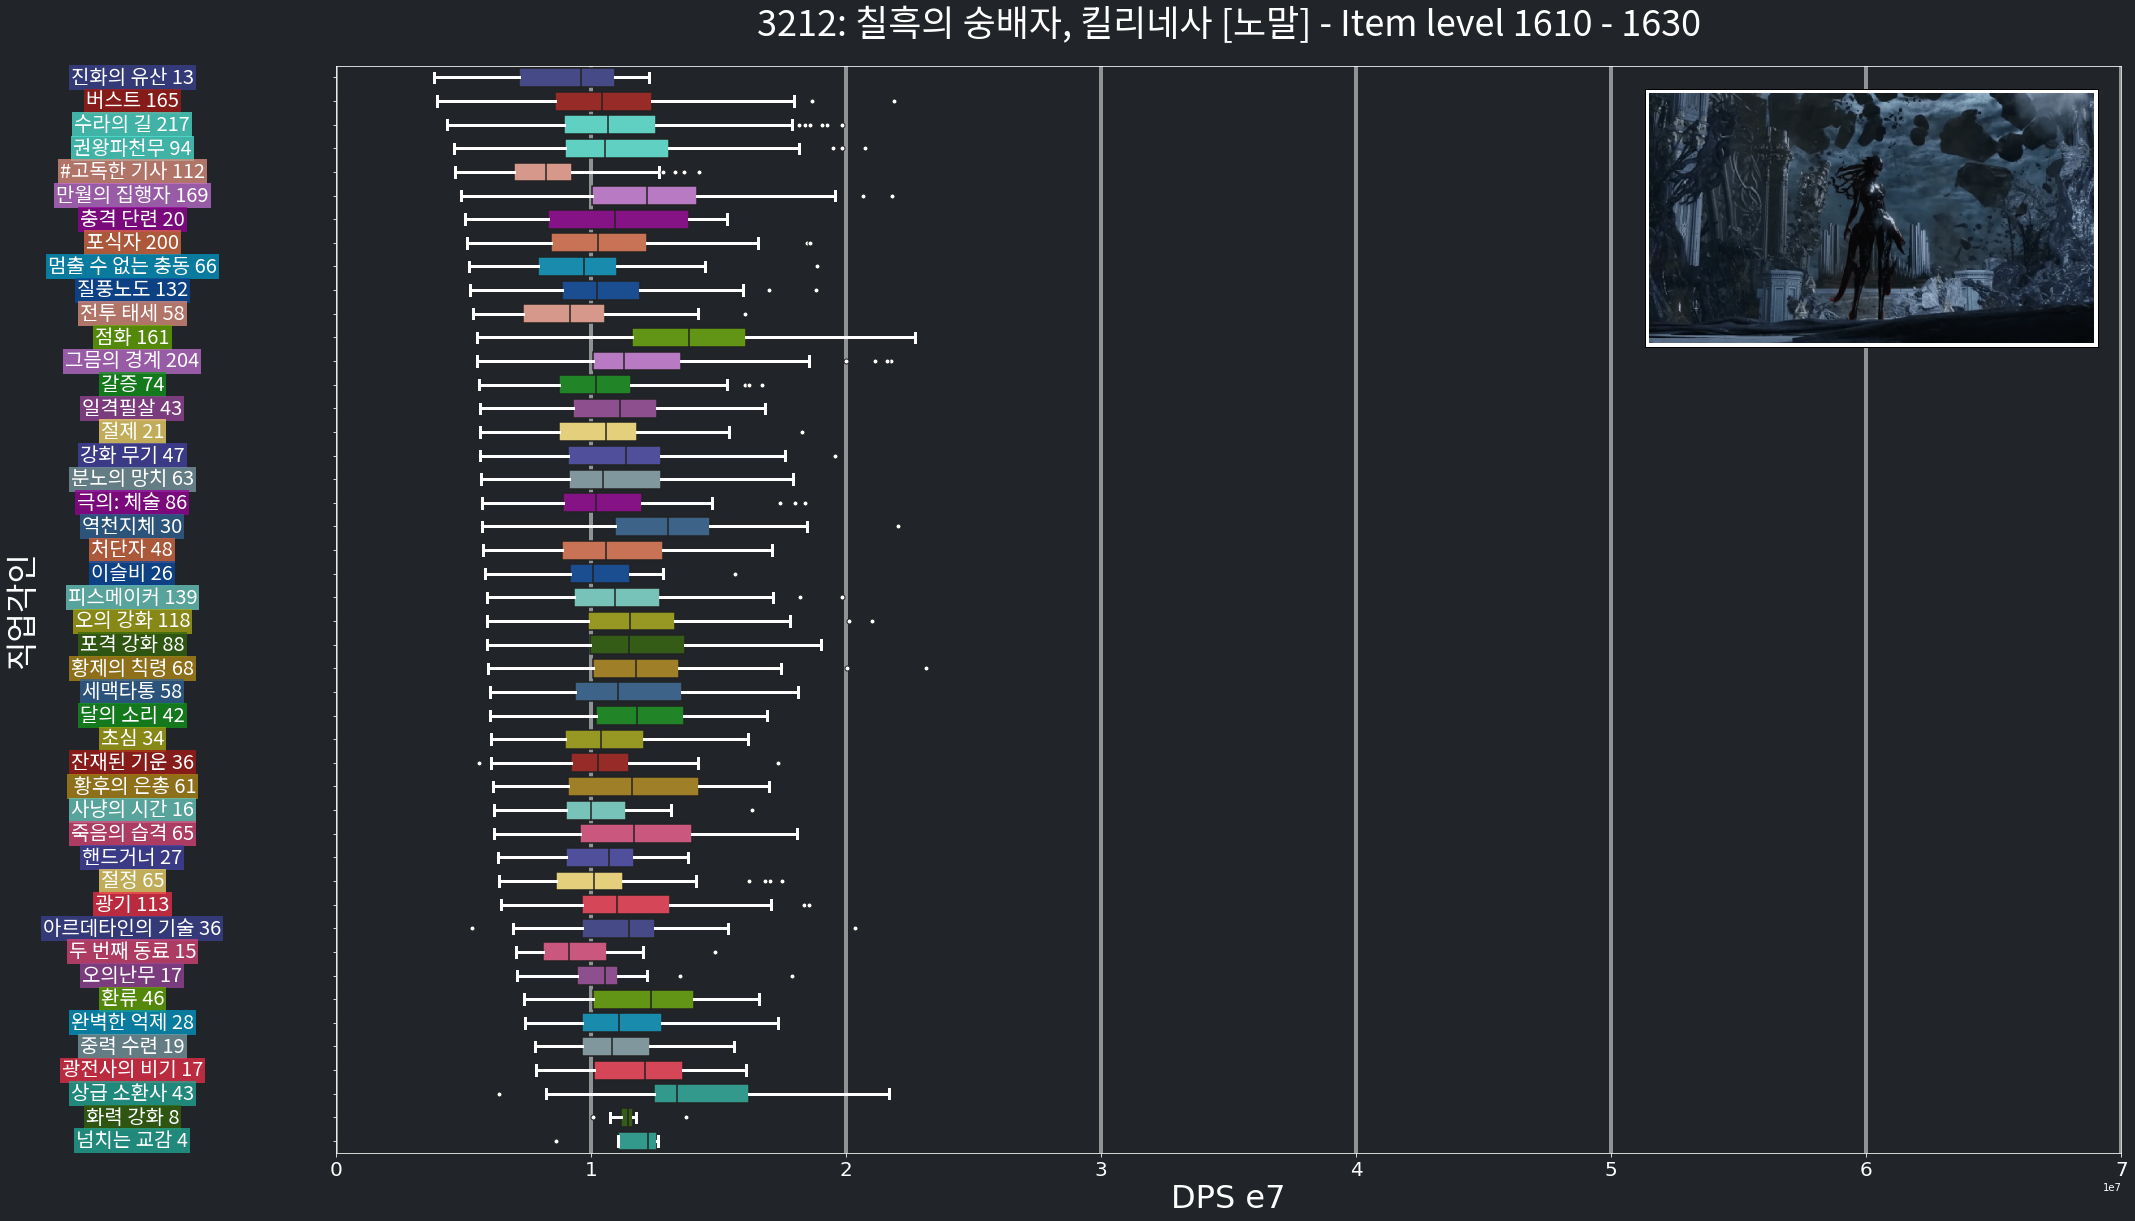 3212: 칠흑의 숭배자, 킬리네사 [노말] - Item level 1610 - 1630
진화의 유산 13
버스트 165
수라의 길 217
권왕파천무 94
#고독한 기사 112
만월의 집행자 169
충격 단련 20
포식자 200
멈출 수 없는 충동 66
질풍노도 132
전투 태세 58
점화 161
그믐의 경계 204
갈증 74
일격필살 43
절제 21
강화 무기 47
분노의 망치 63
극의: 체술 86
역천지체 30
처단자 48
이슬비 26
피스메이커 139
오의 강화 118
포격 강화 88
황제의 칙령 68
세맥타통 58
달의 소리 42
초심 34
잔재된 기운 36
황후의 은총 61
사냥의 시간 16
죽음의 습격 65
핸드거너 27
절정 65
광기 113
아르데타인의 기술 36
두 번째 동료 15
오의난무 17
환류 46
완벽한 억제 28
중력 수련 19
광전사의 비기 17
상급 소환사 43
화력 강화 8
넘치는 교감 4
직업각인
0 1 2 3 4 5 6 7
1e7
DPS e7